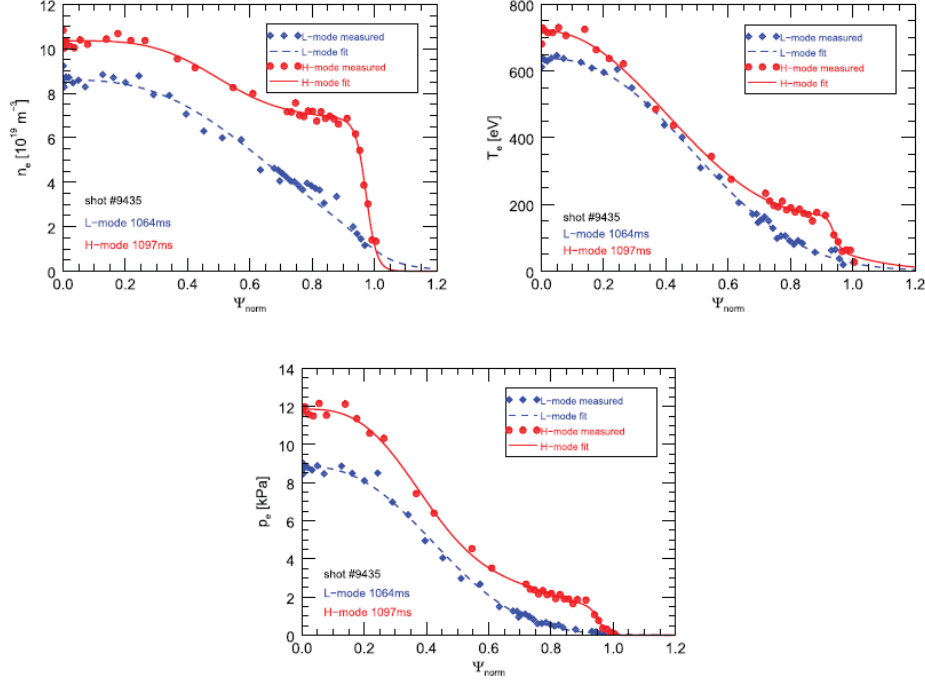 12
10
8
6
4
2
0
n_e [10^19 m^-3]
L-mode measured
L-mode fit
H-mode measured
H-mode fit
shot #9435
L-mode 1064ms
H-mode 1097ms
0.0 0.2 0.4 0.6 0.8 1.0 1.2
Ψ_norm
800
600
400
200
0
T_e [eV]
L-mode measured
L-mode fit
H-mode measured
H-mode fit
shot #9435
L-mode 1064ms
H-mode 1097ms
0.0 0.2 0.4 0.6 0.8 1.0 1.2
Ψ_norm
14
12
10
8
6
4
2
0
p_e [kPa]
L-mode measured
L-mode fit
H-mode measured
H-mode fit
shot #9435
L-mode 1064ms
H-mode 1097ms
0.0 0.2 0.4 0.6 0.8 1.0 1.2
Ψ_norm